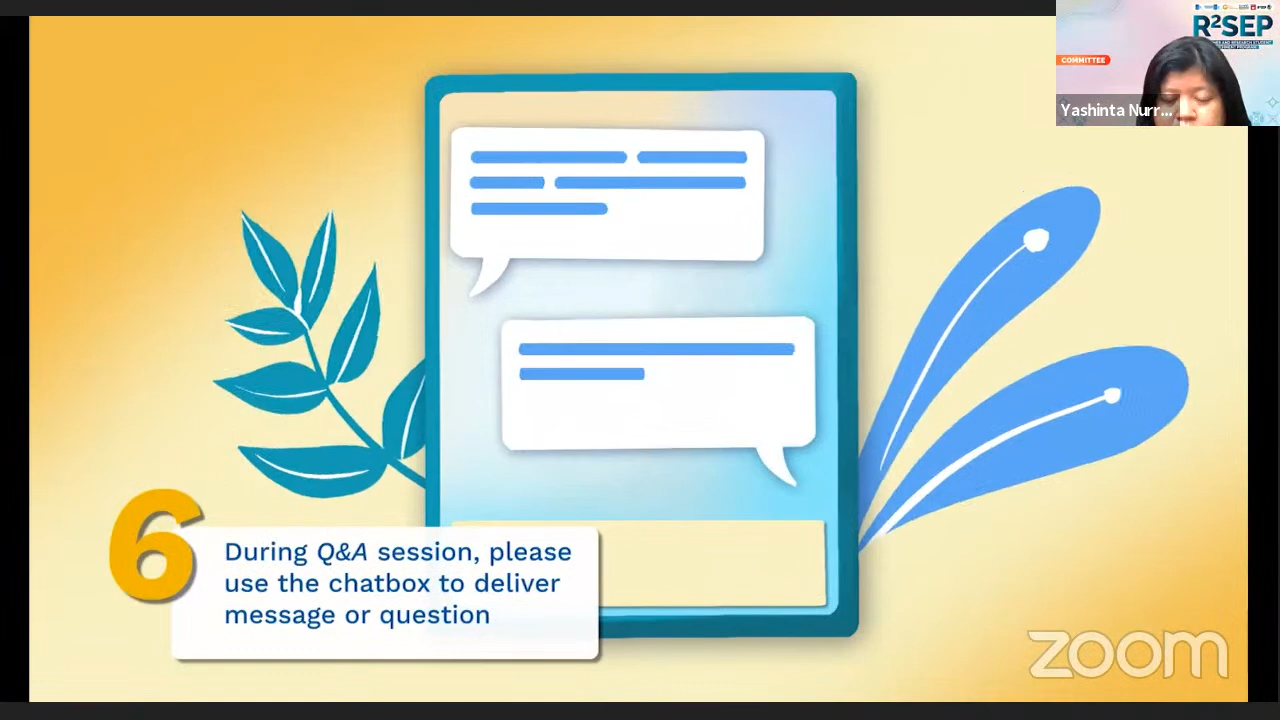 R²SEP
COMMITTEE
Yashinta Nurr...
6
During Q&A session, please
use the chatbox to deliver
message or question
zoom